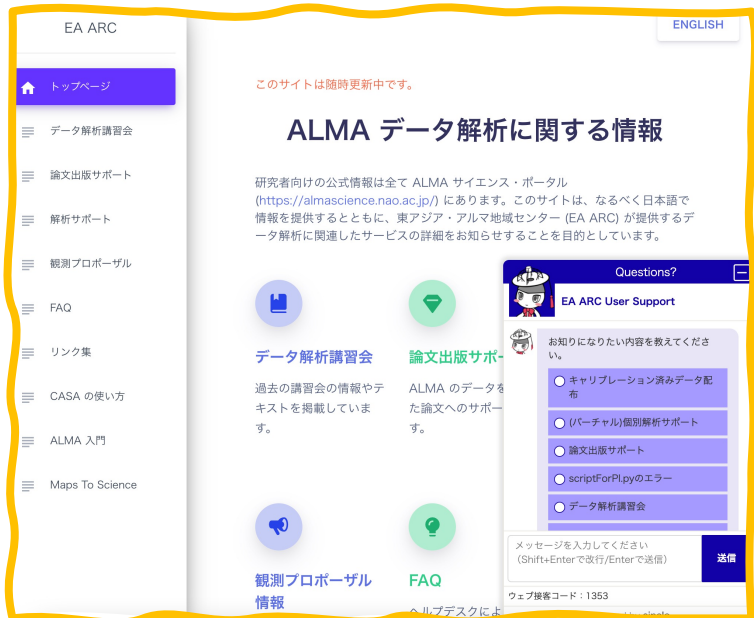 EA ARC
トップページ
データ解析講習会
論文出版サポート
解析サポート
観測プロポーザル
FAQ
リンク集
CASA の使い方
ALMA 入門
Maps To Science
ENGLISH
このサイトは随時更新中です。
ALMA データ解析に関する情報
研究者向けの公式情報は全て ALMA サイエンス・ポータル
(https://almascience.nao.ac.jp/) にあります。このサイトは、なるべく日本語で
情報を提供するとともに、東アジア・アルマ地域センター (EA ARC) が提供するデ
ータ解析に関連したサービスの詳細をお知らせすることを目的としています。
データ解析講習会
過去の講習会の情報やテ
キストを掲載していま
す。
論文出版サポー
ALMA のデータを
た論文へのサポー
す。
観測プロポーザル
情報
FAQ
ヘルプデスクによ
Questions?
EA ARC User Support
お知りになりたい内容を教えてくださ
い。
キャリブレーション済みデータ配
布
(バーチャル)個別解析サポート
論文出版サポート
scriptForPI.pyのエラー
データ解析講習会
メッセージを入力してください
(Shift+Enterで改行/Enterで送信)
送信
ウェブ接客コード：1353